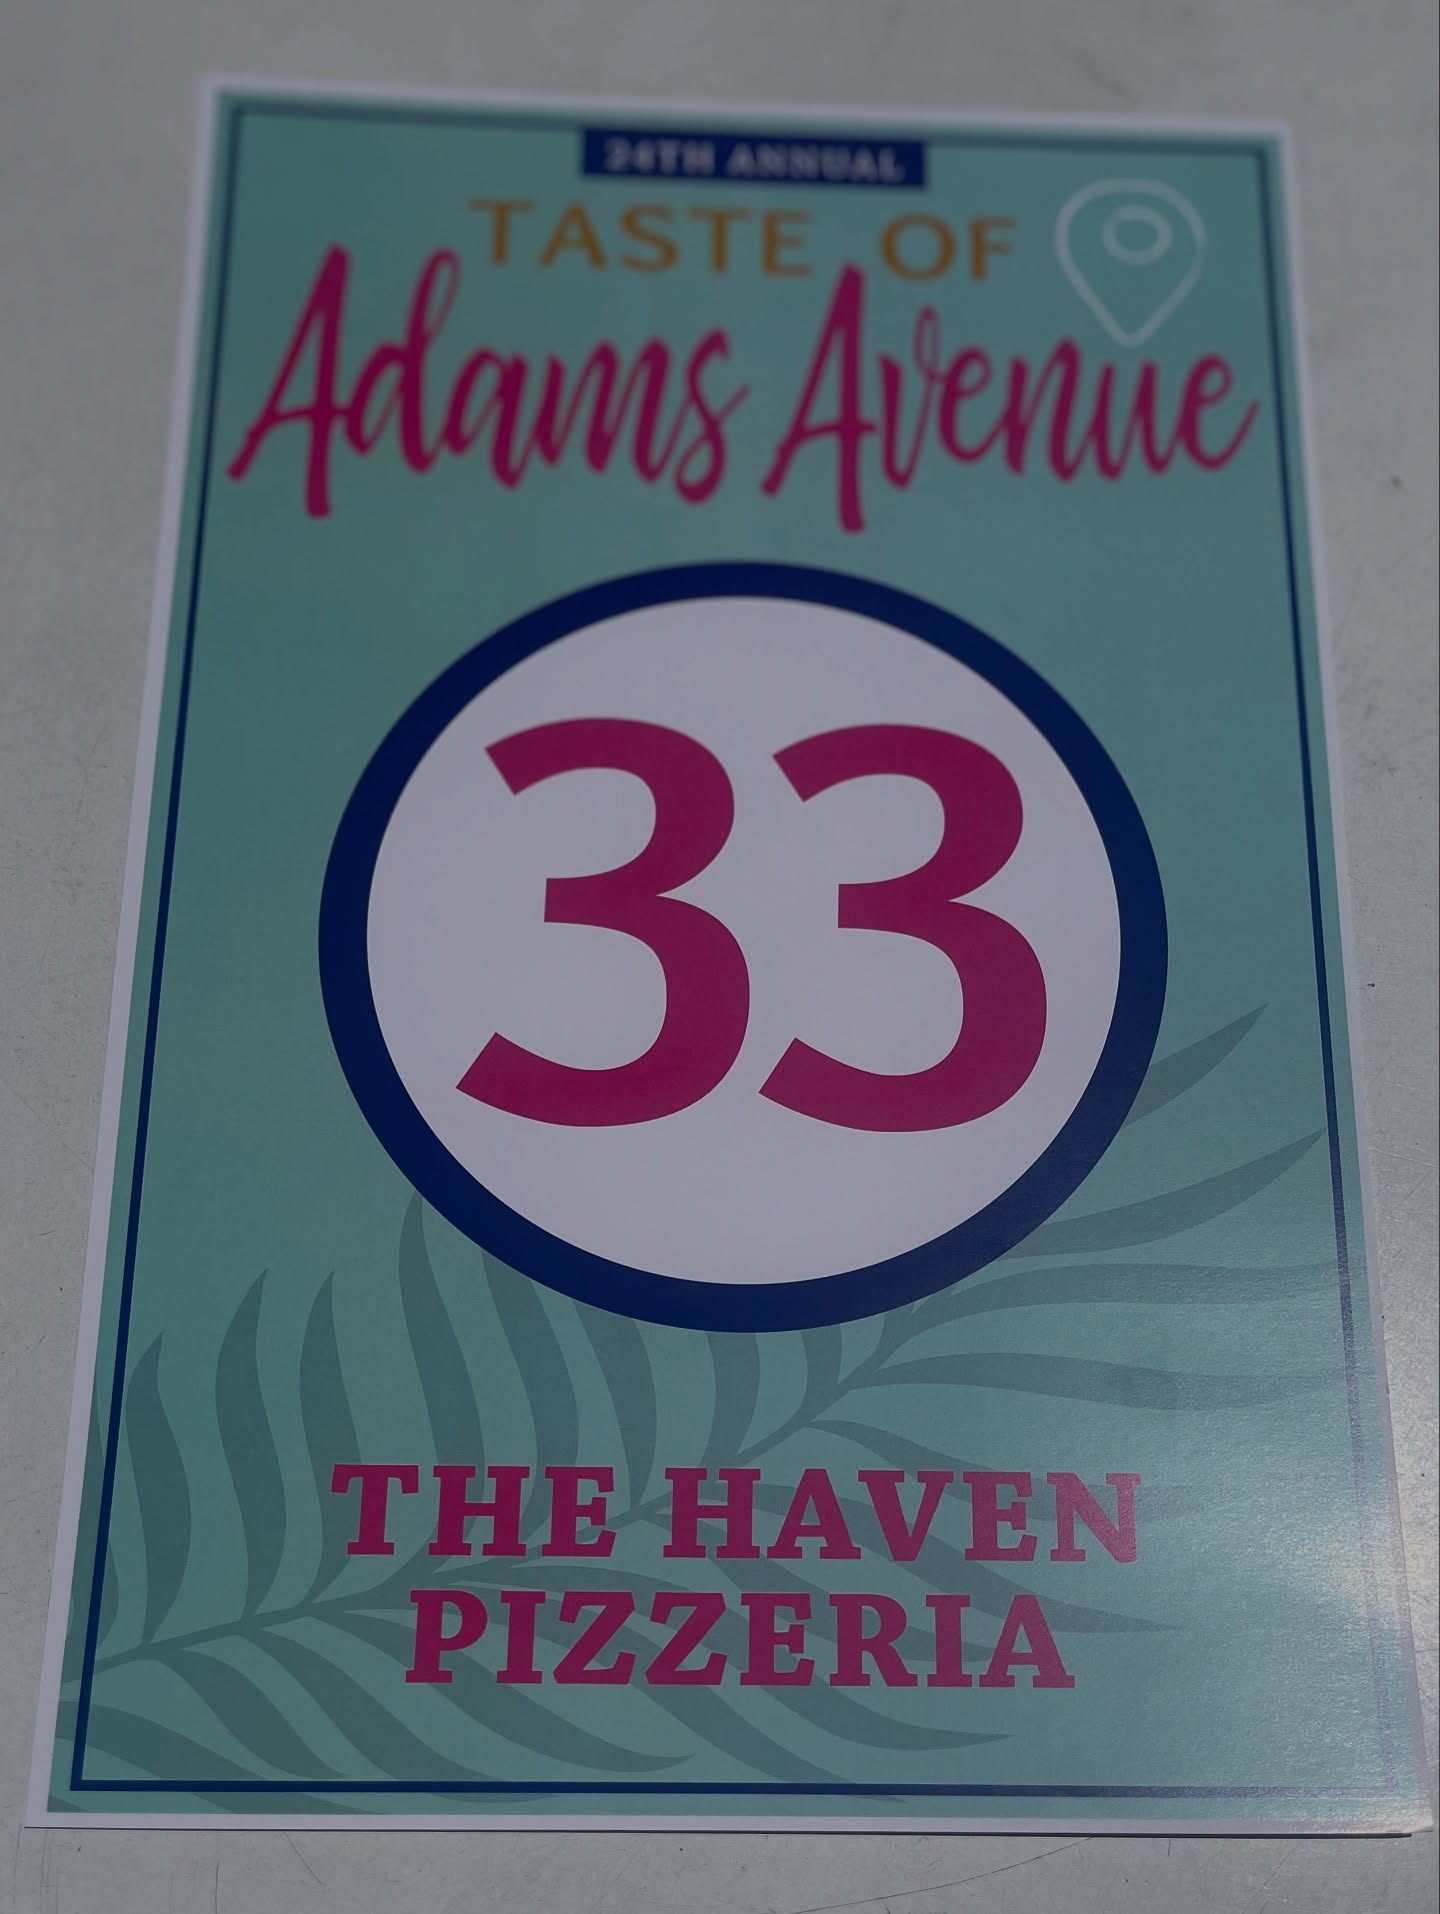 24TH ANNUAL
TASTE OF
Adams Avenue
33
THE HAVEN
PIZZERIA